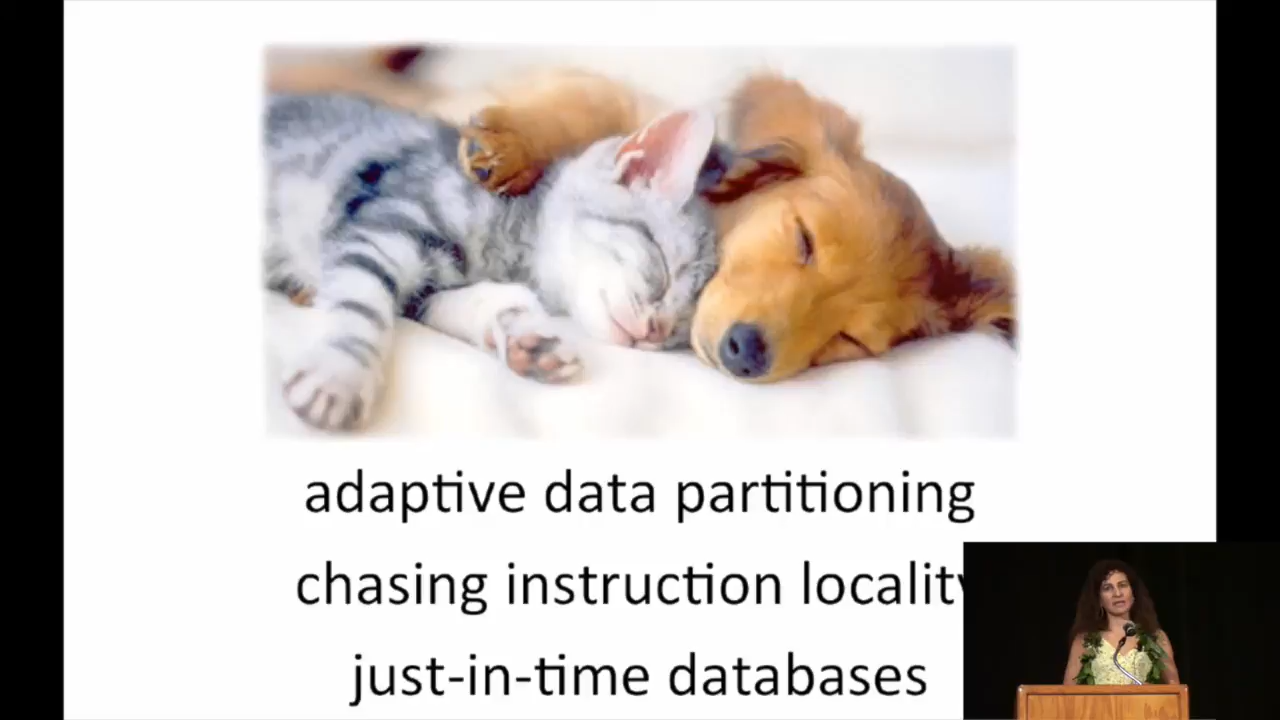 adaptive data partitioning
chasing instruction locality
just-in-time databases